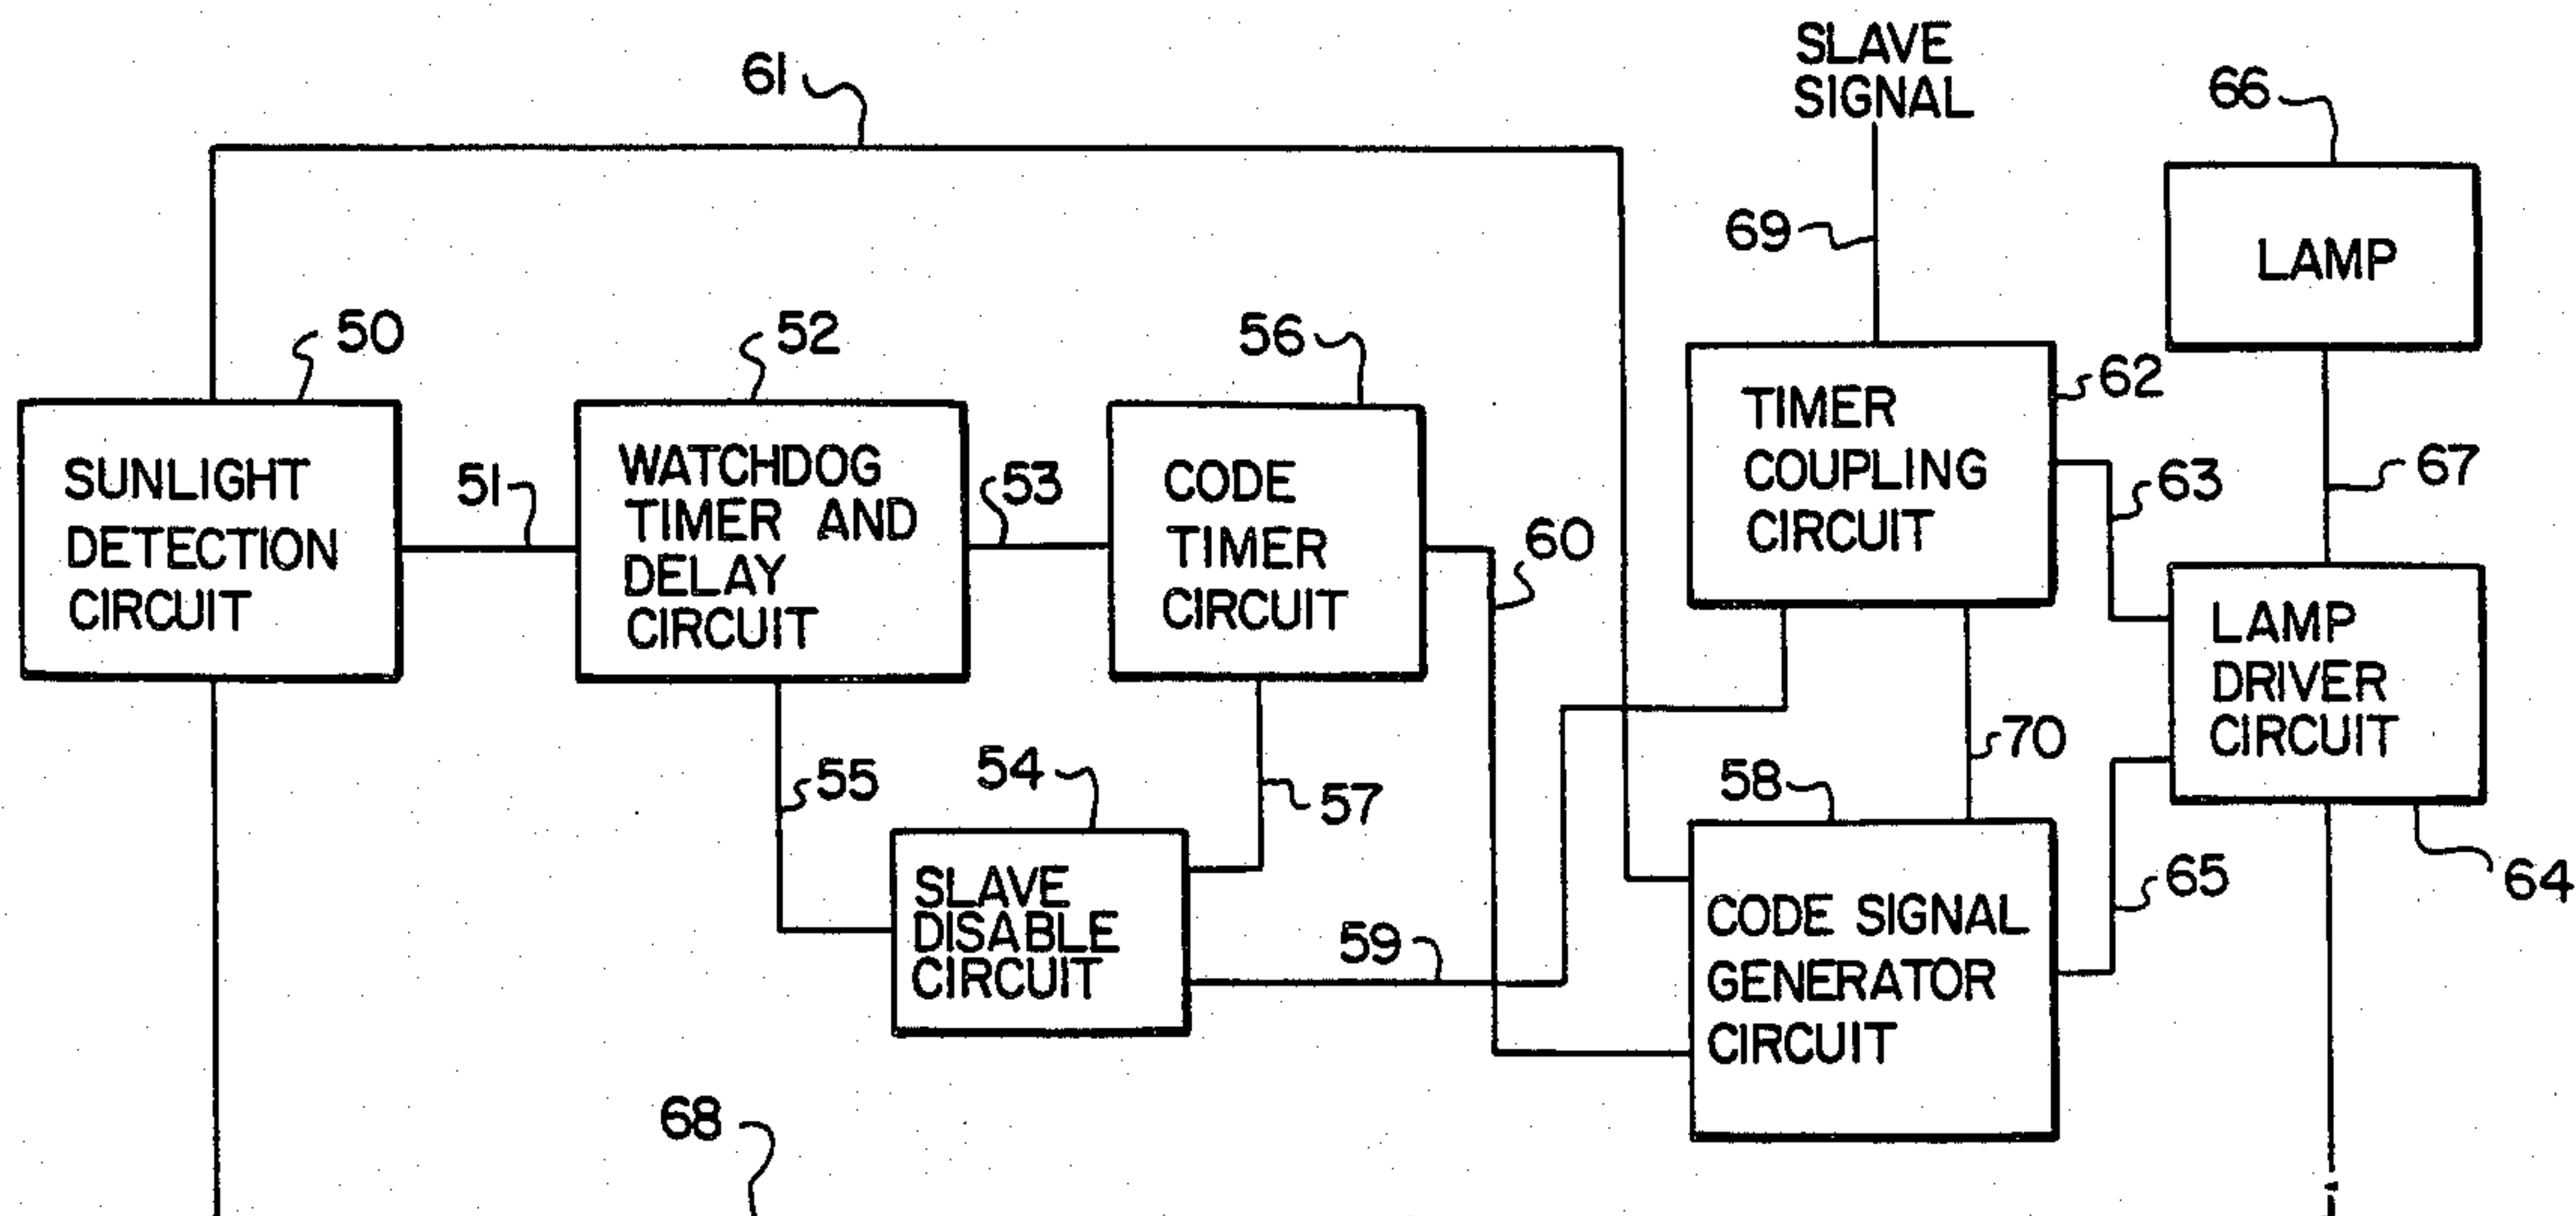 61
SLAVE
SIGNAL
66
69
LAMP
50
52
56
62
SUNLIGHT
DETECTION
CIRCUIT
51
WATCHDOG
TIMER AND
DELAY
CIRCUIT
53
CODE
TIMER
CIRCUIT
60
TIMER
COUPLING
CIRCUIT
63
67
LAMP
DRIVER
CIRCUIT
55
54
57
58
70
64
SLAVE
DISABLE
CIRCUIT
59
CODE SIGNAL
GENERATOR
CIRCUIT
65
68